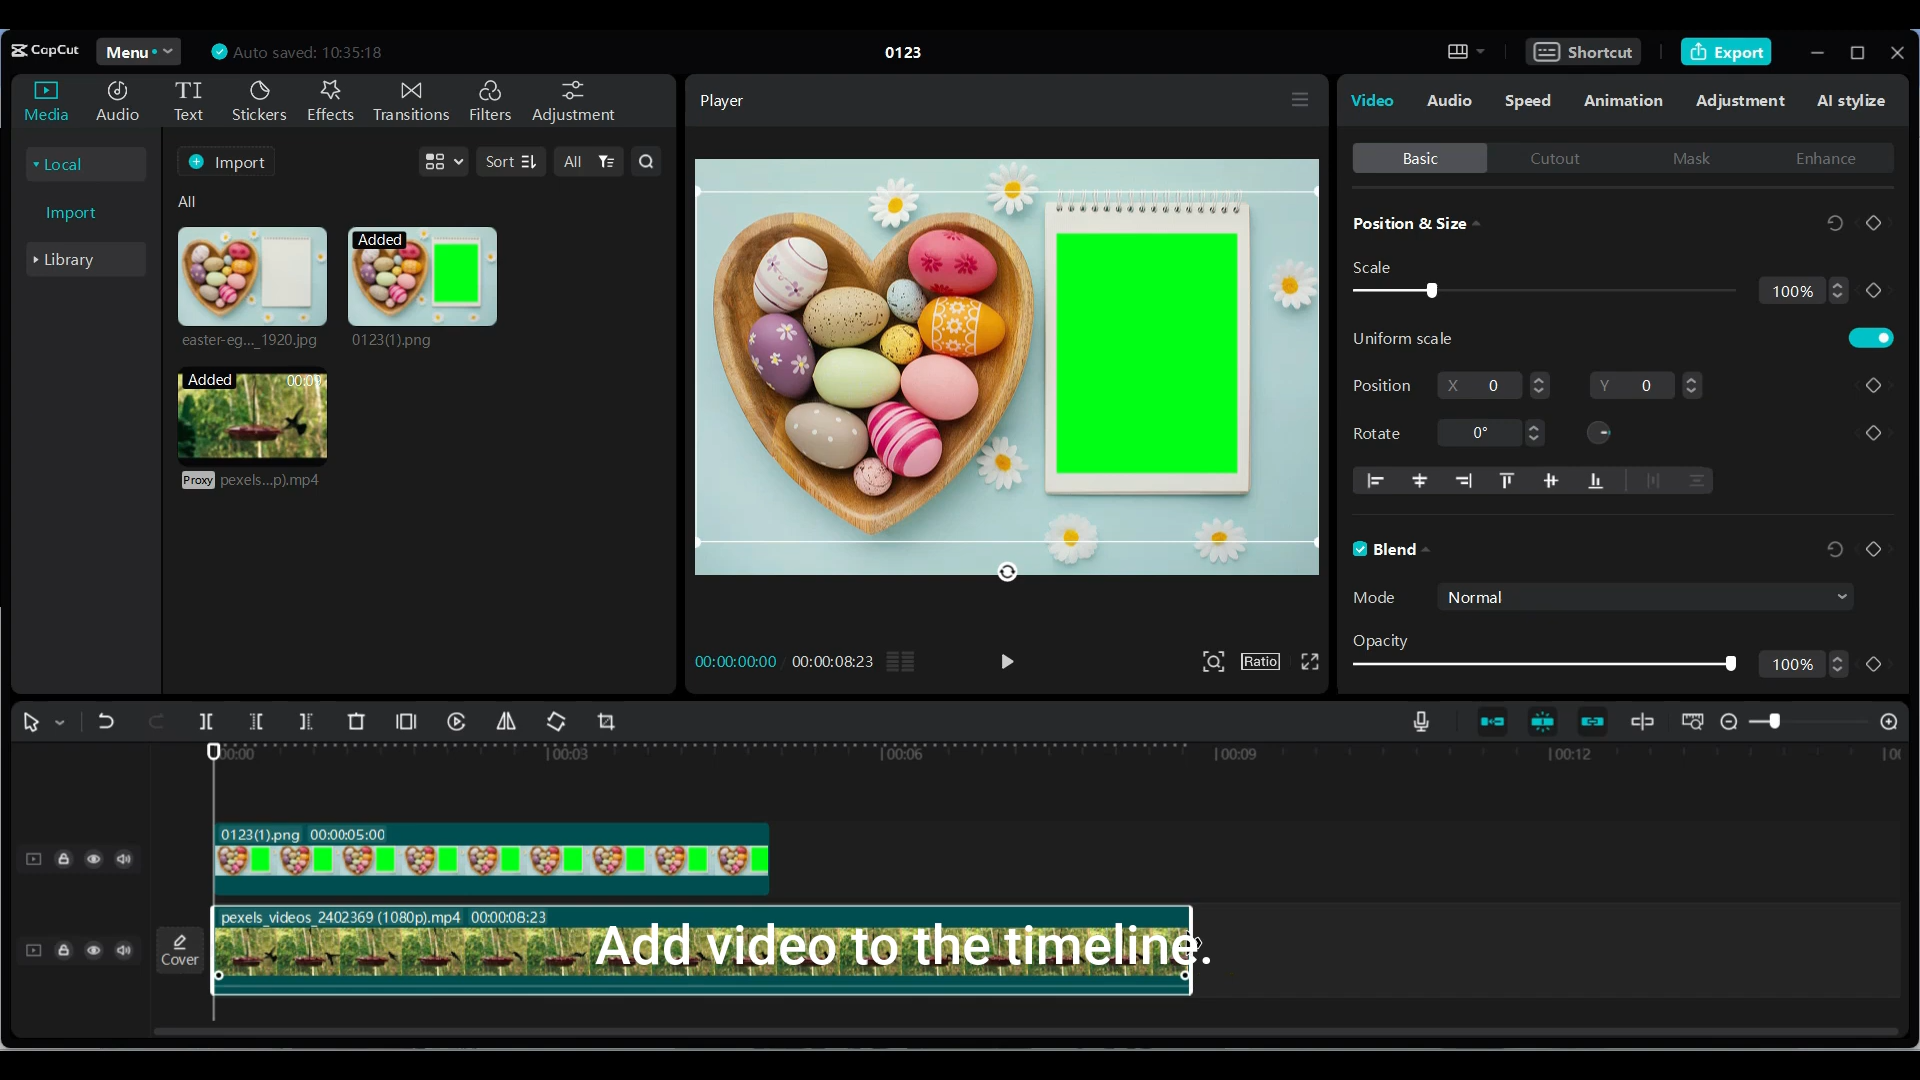 CapCut
Menu
Auto saved: 10:35:18
0123
Shortcut
Export
Media
Audio
Text
Stickers
Effects
Transitions
Filters
Adjustment
Local
Import
Library
Import
Sort
All
All
Added
easter-eg..._1920.jpg
0123(1).png
Added
00:09
Proxy pexels...p).mp4
Player
00:00:00:00
00:00:08:23
Ratio
Video
Audio
Speed
Animation
Adjustment
AI stylize
Basic
Cutout
Mask
Enhance
Position & Size
Scale
100%
Uniform scale
Position
X 0
Y 0
Rotate
0°
Blend
Mode
Normal
Opacity
100%
00:00
00:03
00:06
00:09
00:12
0123(1).png 00:00:05:00
Cover
pexels_videos_2402369 (1080p).mp4 00:00:08:23
Add video to the timeline.